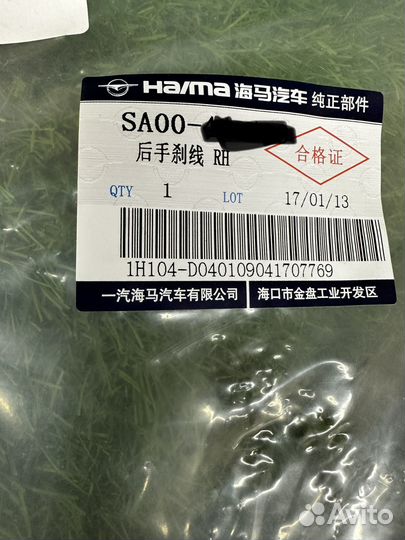 Haima 海马汽车 纯正部件
SA00-
后手刹线 RH
合格证
QTY 1 LOT 17/01/13
1H104-D040109041707769
一汽海马汽车有限公司 海口市金盘工业开发区
Avito